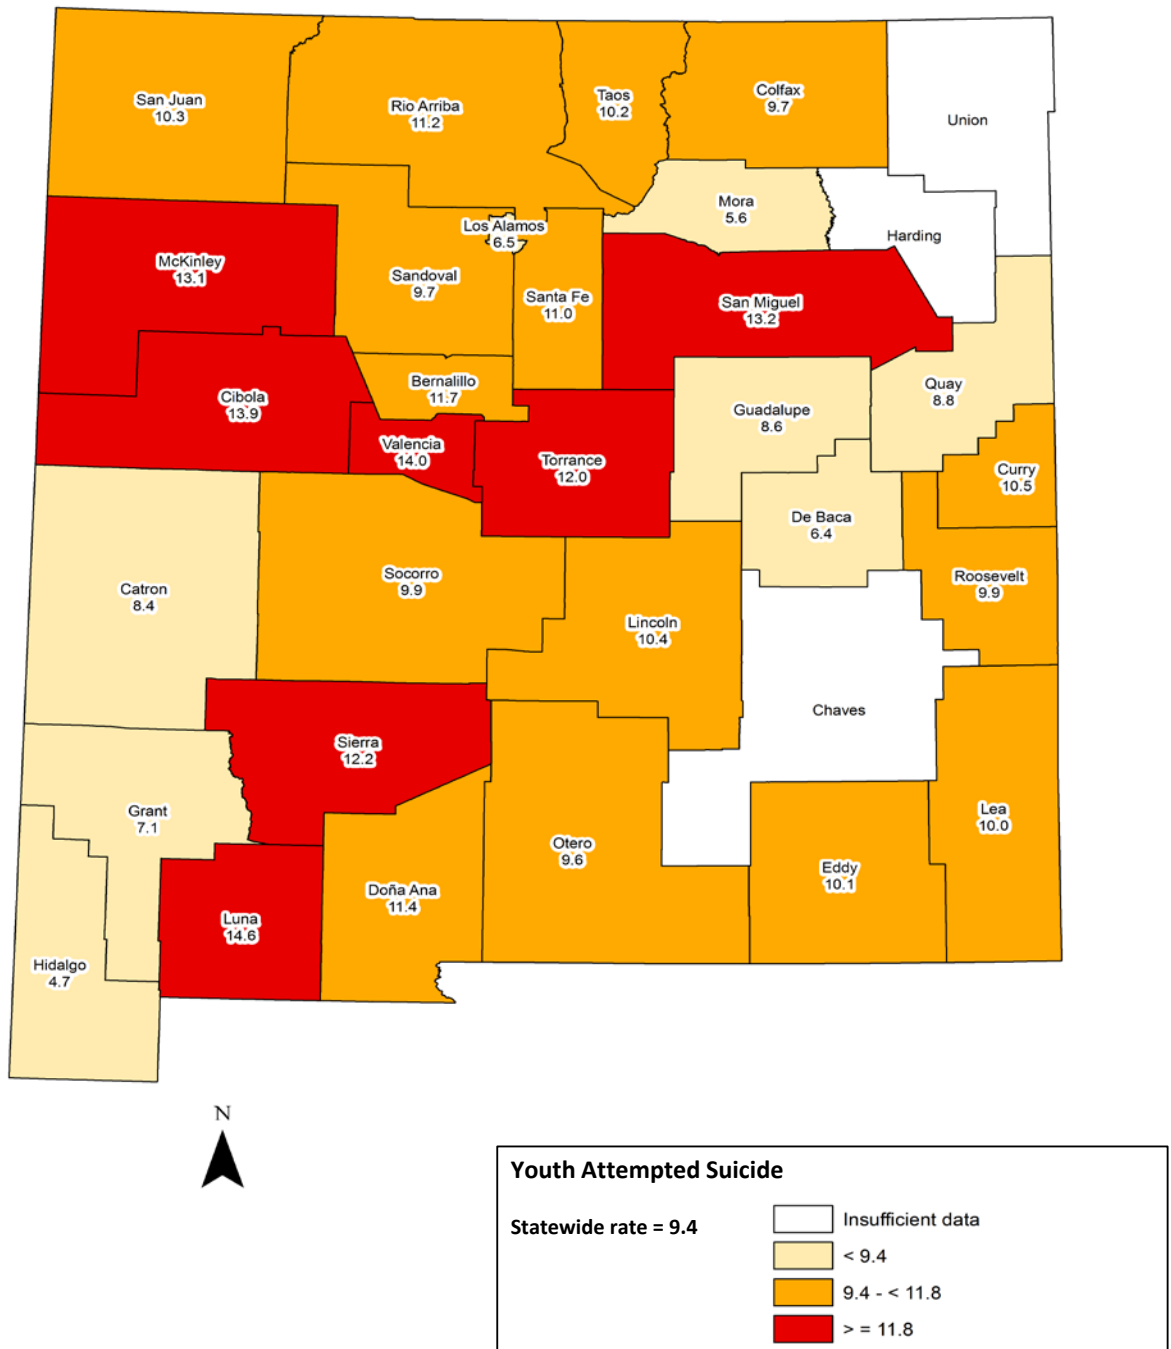 San Juan
10.3
Rio Arriba
11.2
Taos
10.2
Colfax
9.7
Union
Mora
5.6
Los Alamos
6.5
Harding
McKinley
13.1
Sandoval
9.7
Santa Fe
11.0
San Miguel
13.2
Bernalillo
11.7
Quay
8.8
Cibola
13.9
Guadalupe
8.6
Valencia
14.0
Torrance
12.0
Curry
10.5
De Baca
6.4
Catron
8.4
Socorro
9.9
Roosevelt
9.9
Lincoln
10.4
Chaves
Sierra
12.2
Grant
7.1
Otero
9.6
Lea
10.0
Eddy
10.1
Doña Ana
11.4
Luna
14.6
Hidalgo
4.7
N
Youth Attempted Suicide
Statewide rate = 9.4
Insufficient data
< 9.4
9.4 - < 11.8
> = 11.8